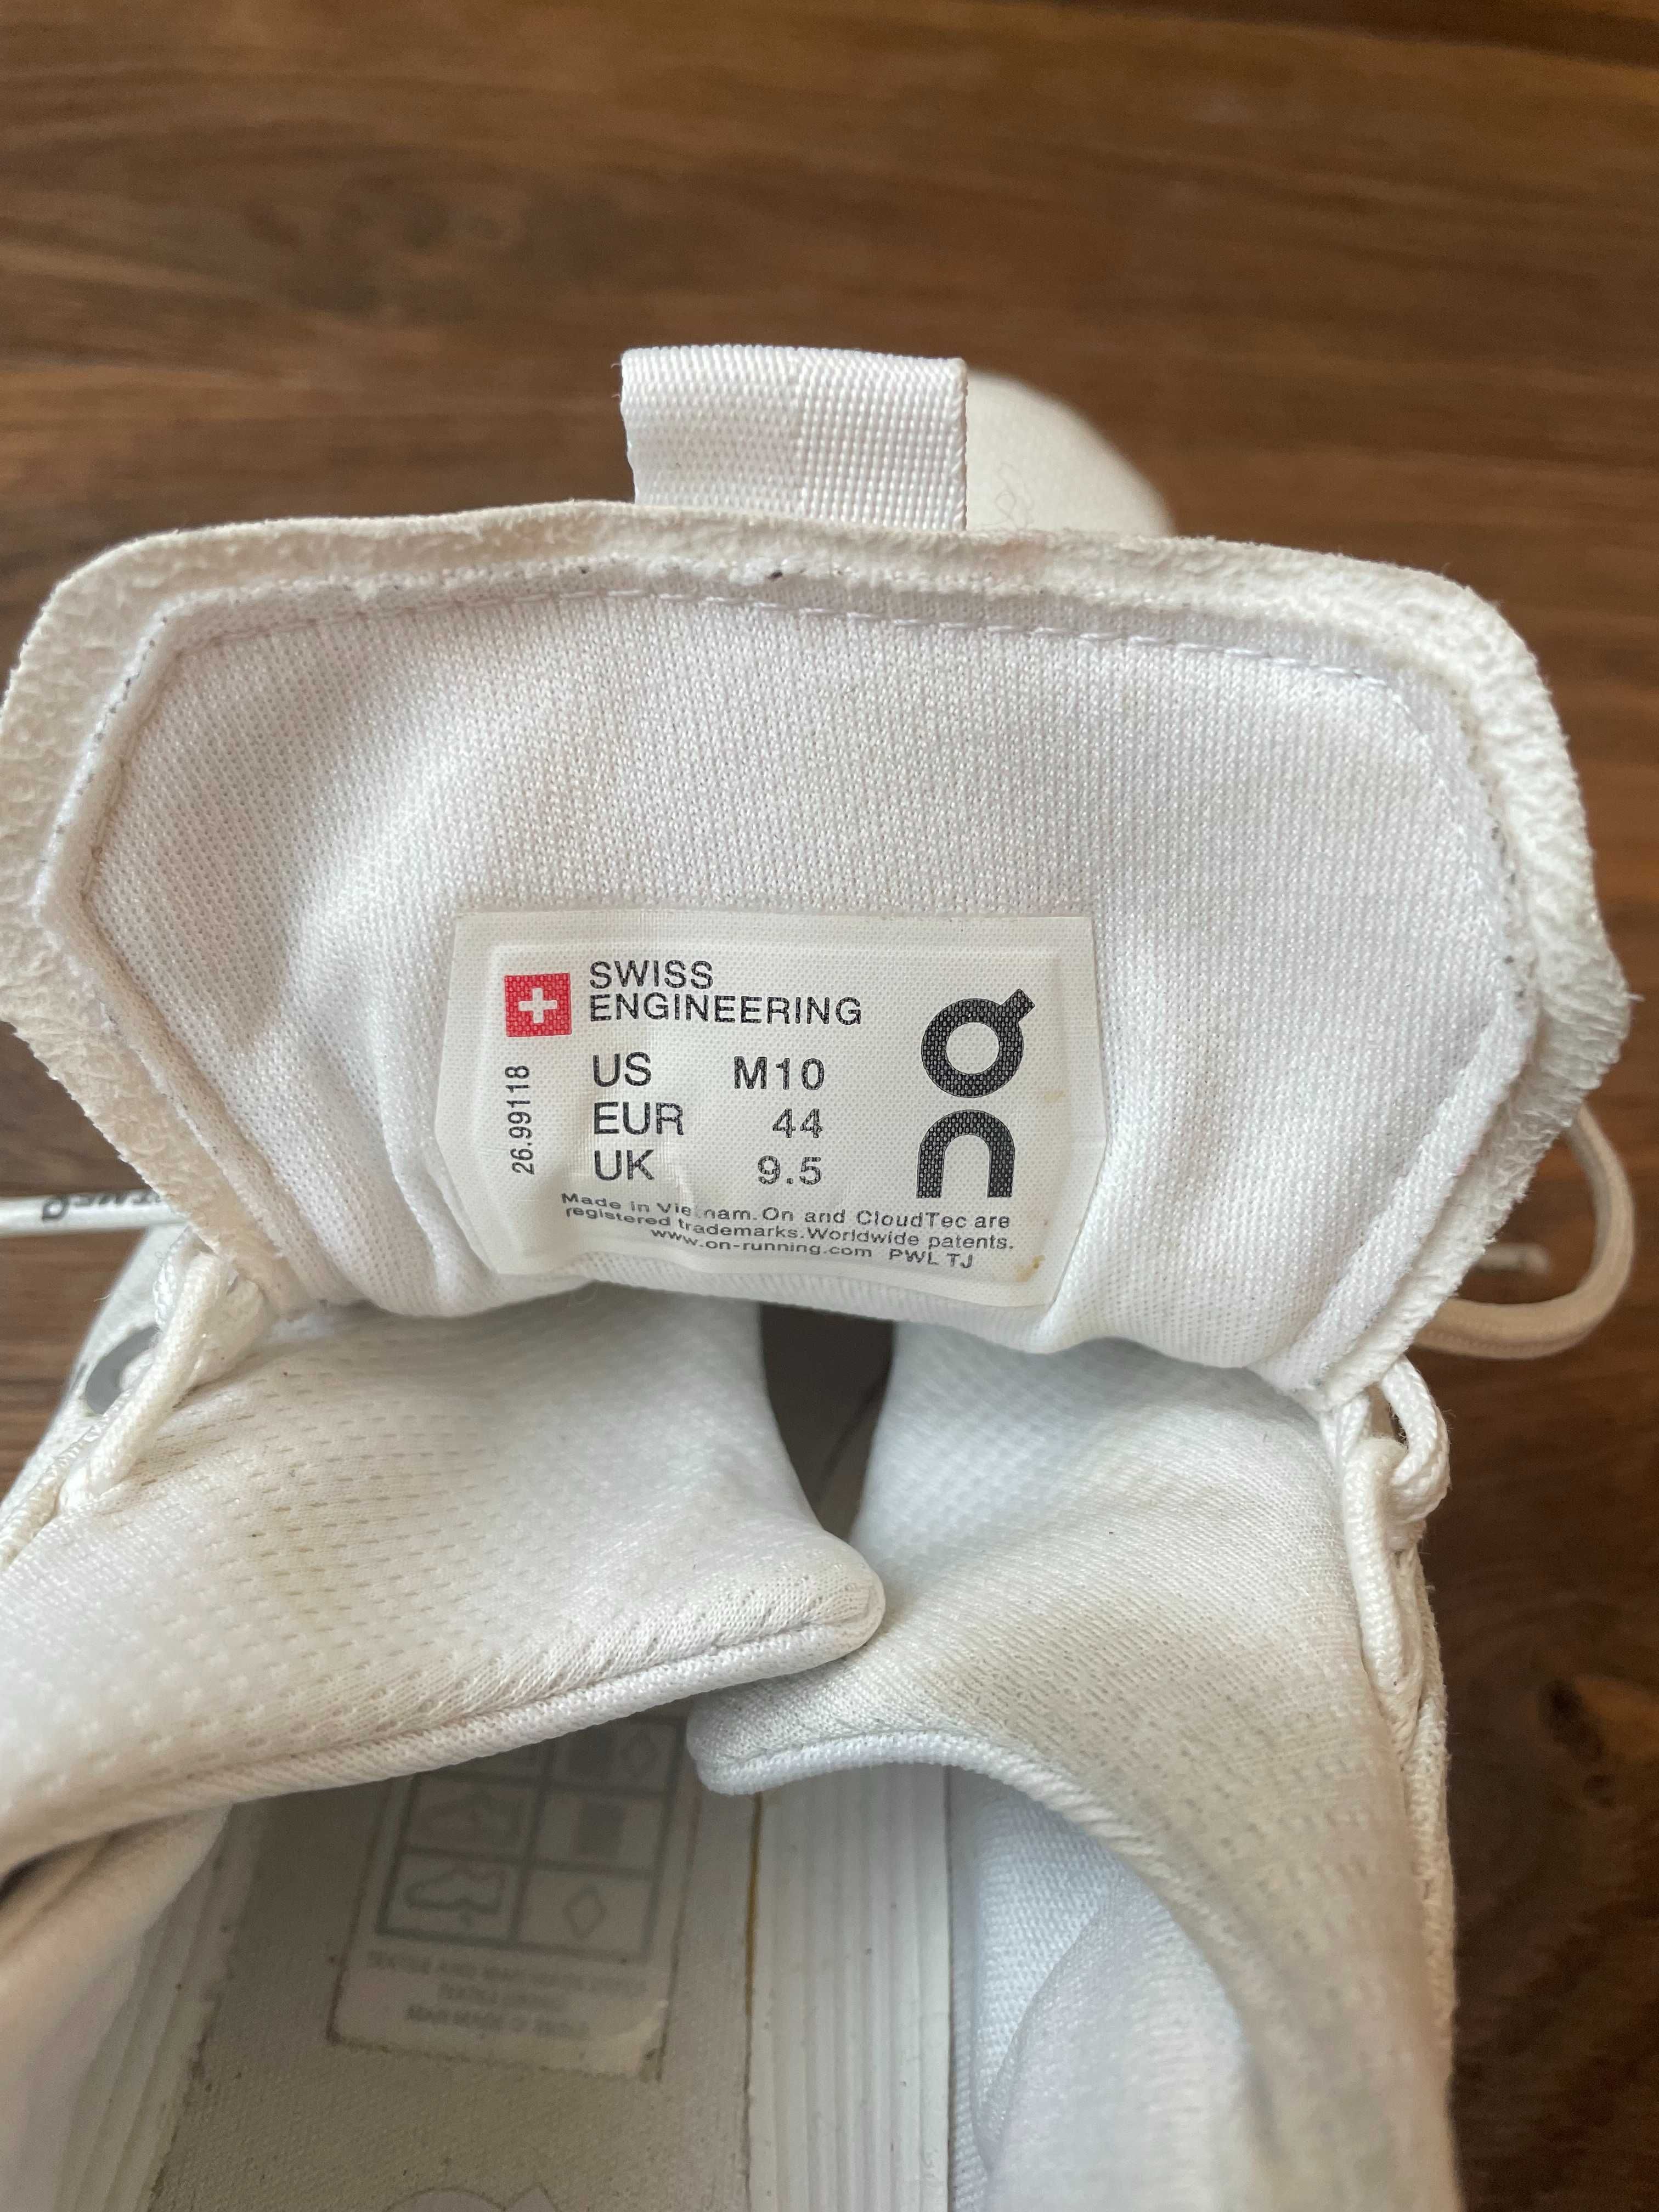 SWISS
ENGINEERING
US M10
EUR 44
UK 9.5
26.99118
On
Made in Vietnam.On and CloudTec are
registered trademarks.Worldwide patents.
www.on-running.com PWL TJ